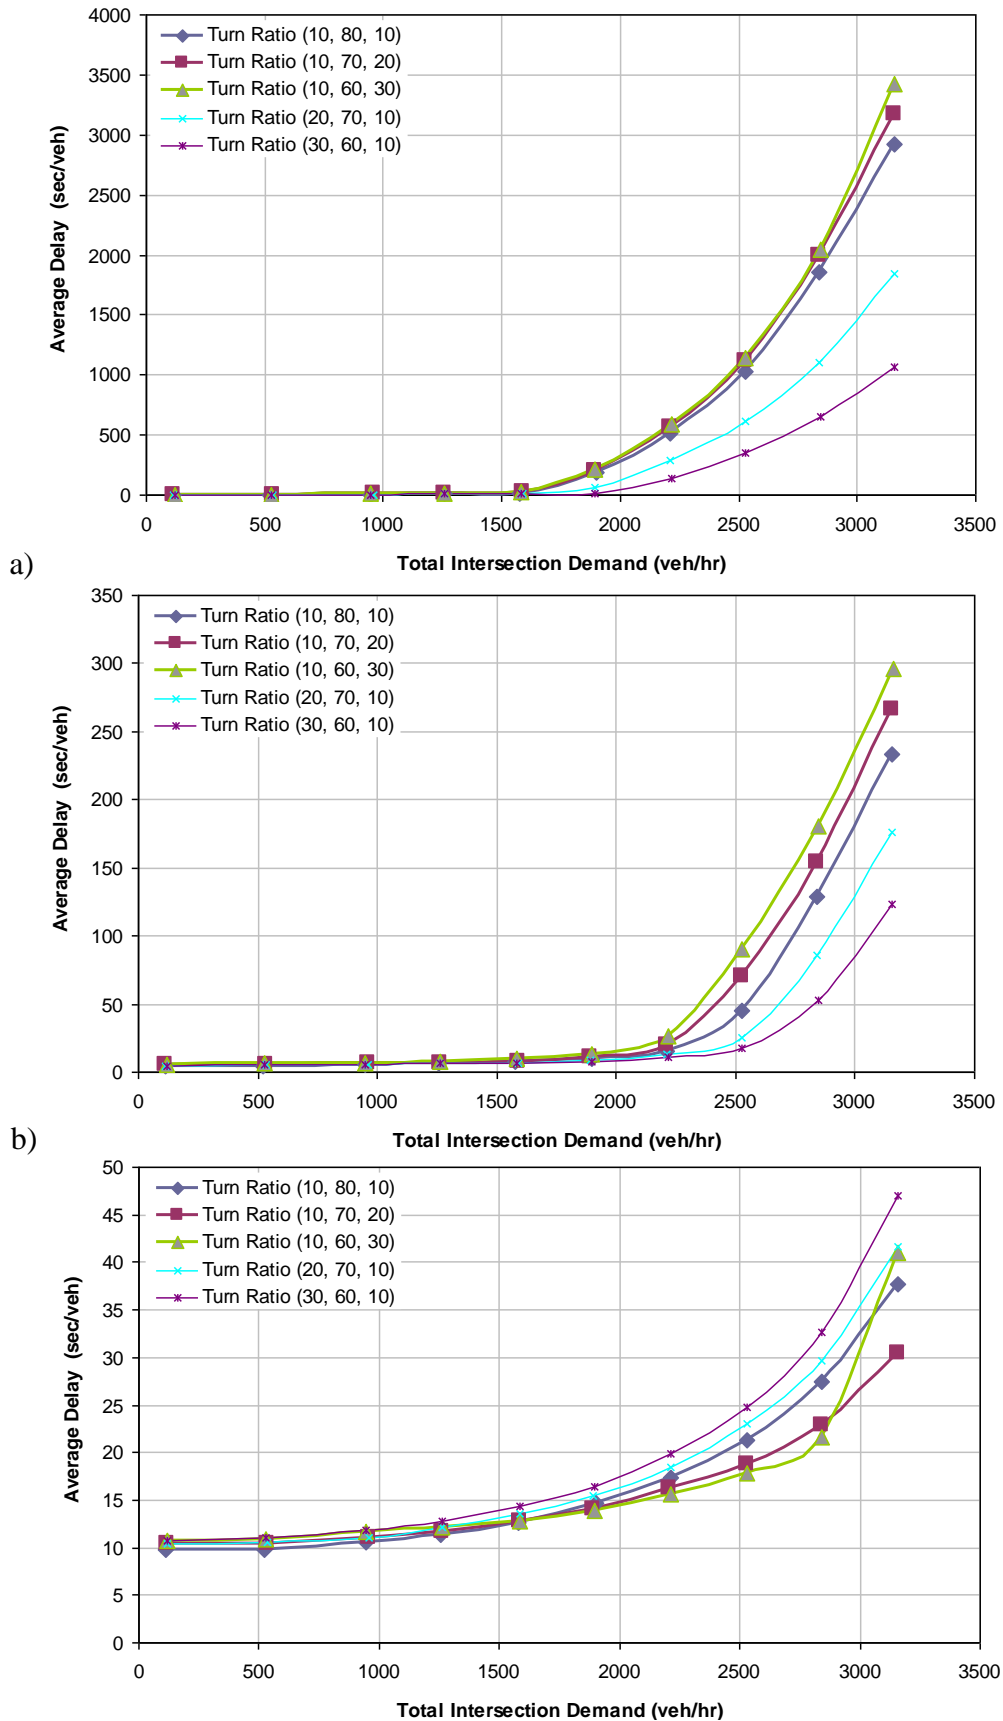 4000
3500
3000
2500
2000
1500
1000
500
0
Average Delay (sec/veh)
Turn Ratio (10, 80, 10)
Turn Ratio (10, 70, 20)
Turn Ratio (10, 60, 30)
Turn Ratio (20, 70, 10)
Turn Ratio (30, 60, 10)
0 500 1000 1500 2000 2500 3000 3500
Total Intersection Demand (veh/hr)
a)
350
300
250
200
150
100
50
0
Average Delay (sec/veh)
Turn Ratio (10, 80, 10)
Turn Ratio (10, 70, 20)
Turn Ratio (10, 60, 30)
Turn Ratio (20, 70, 10)
Turn Ratio (30, 60, 10)
0 500 1000 1500 2000 2500 3000 3500
Total Intersection Demand (veh/hr)
b)
50
45
40
35
30
25
20
15
10
5
0
Average Delay (sec/veh)
Turn Ratio (10, 80, 10)
Turn Ratio (10, 70, 20)
Turn Ratio (10, 60, 30)
Turn Ratio (20, 70, 10)
Turn Ratio (30, 60, 10)
0 500 1000 1500 2000 2500 3000 3500
Total Intersection Demand (veh/hr)